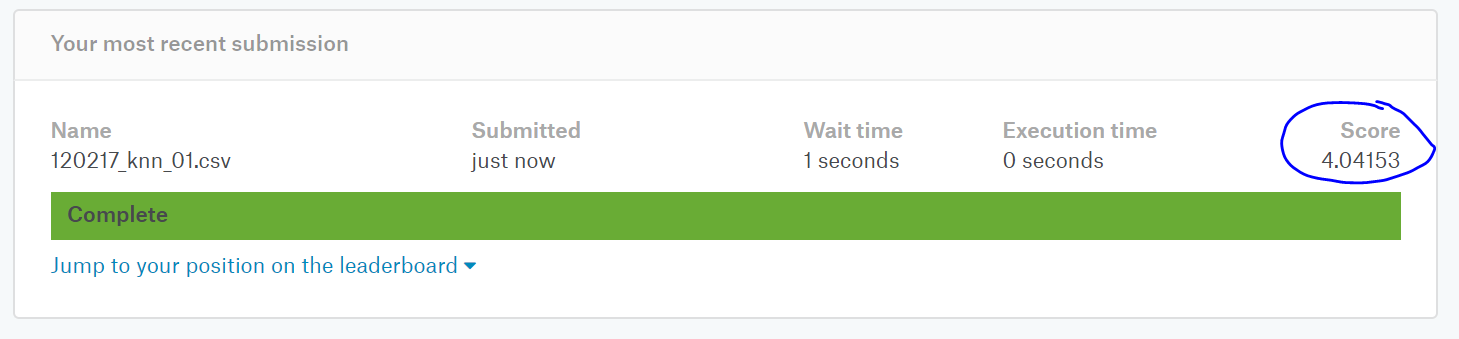 Your most recent submission
Name Submitted Wait time Execution time Score
120217_knn_01.csv just now 1 seconds 0 seconds 4.04153
Complete
Jump to your position on the leaderboard